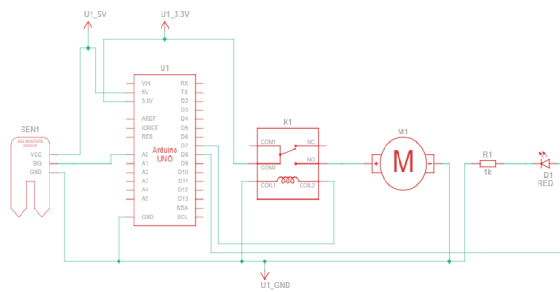 U1_5V
U1_3.3V
U1
VIN
5V
3.3V
AREF
IOREF
RES
A0
A1
A2
A3
A4
A5
GND
RX
TX
D2
D3
D4
D5
D6
D7
D8
D9
D10
D11
D12
D13
SDA
SCL
Arduino
UNO
SEN1
VCC
SIG
GND
K1
COM1
NC
COM2
NO
COIL1
COIL2
M1
M
R1
1k
D1
RED
U1_GND